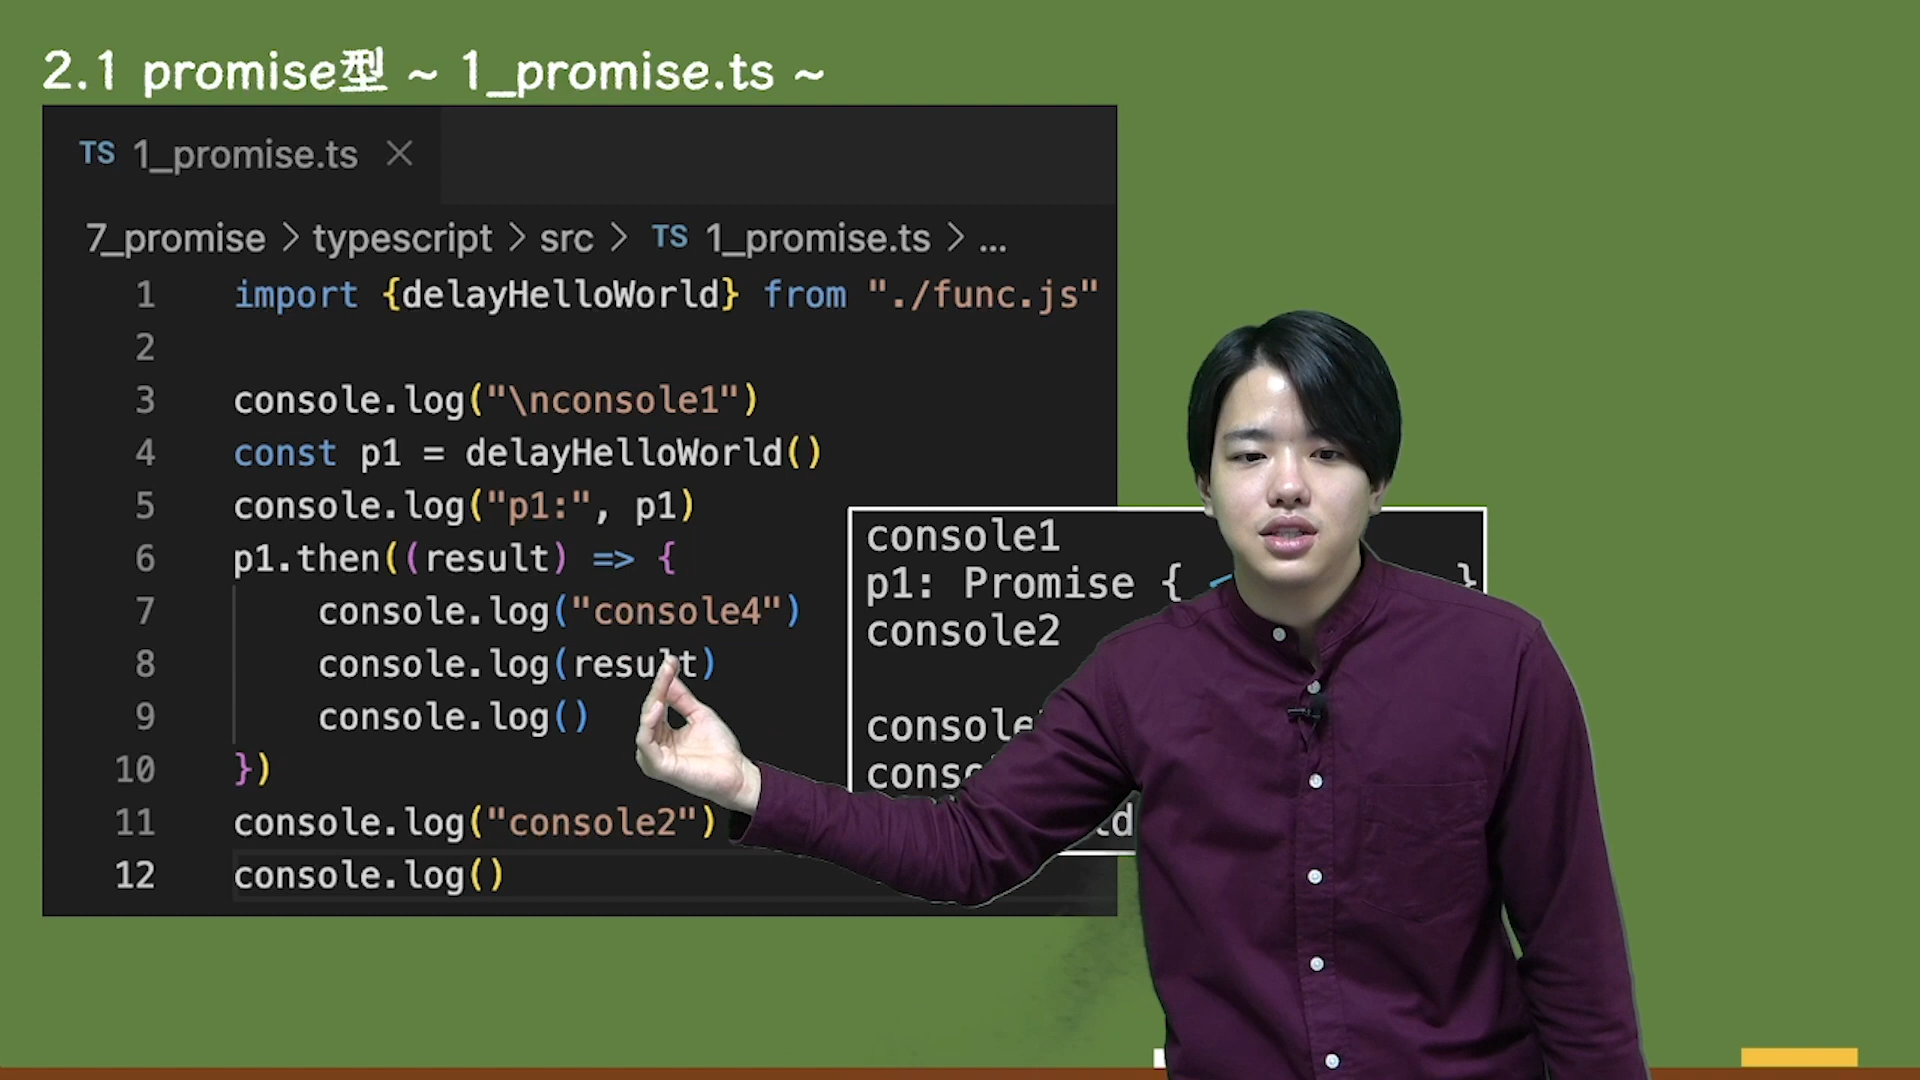 2.1 promise型 ~ 1_promise.ts ~
TS 1_promise.ts ×
7_promise > typescript > src > TS 1_promise.ts > ...
1 import {delayHelloWorld} from "./func.js"
2
3 console.log("\nconsole1")
4 const p1 = delayHelloWorld()
5 console.log("p1:", p1)
6 p1.then((result) => {
7 console.log("console4")
8 console.log(result)
9 console.log()
10 })
11 console.log("console2")
12 console.log()
console1
p1: Promise { }
console2